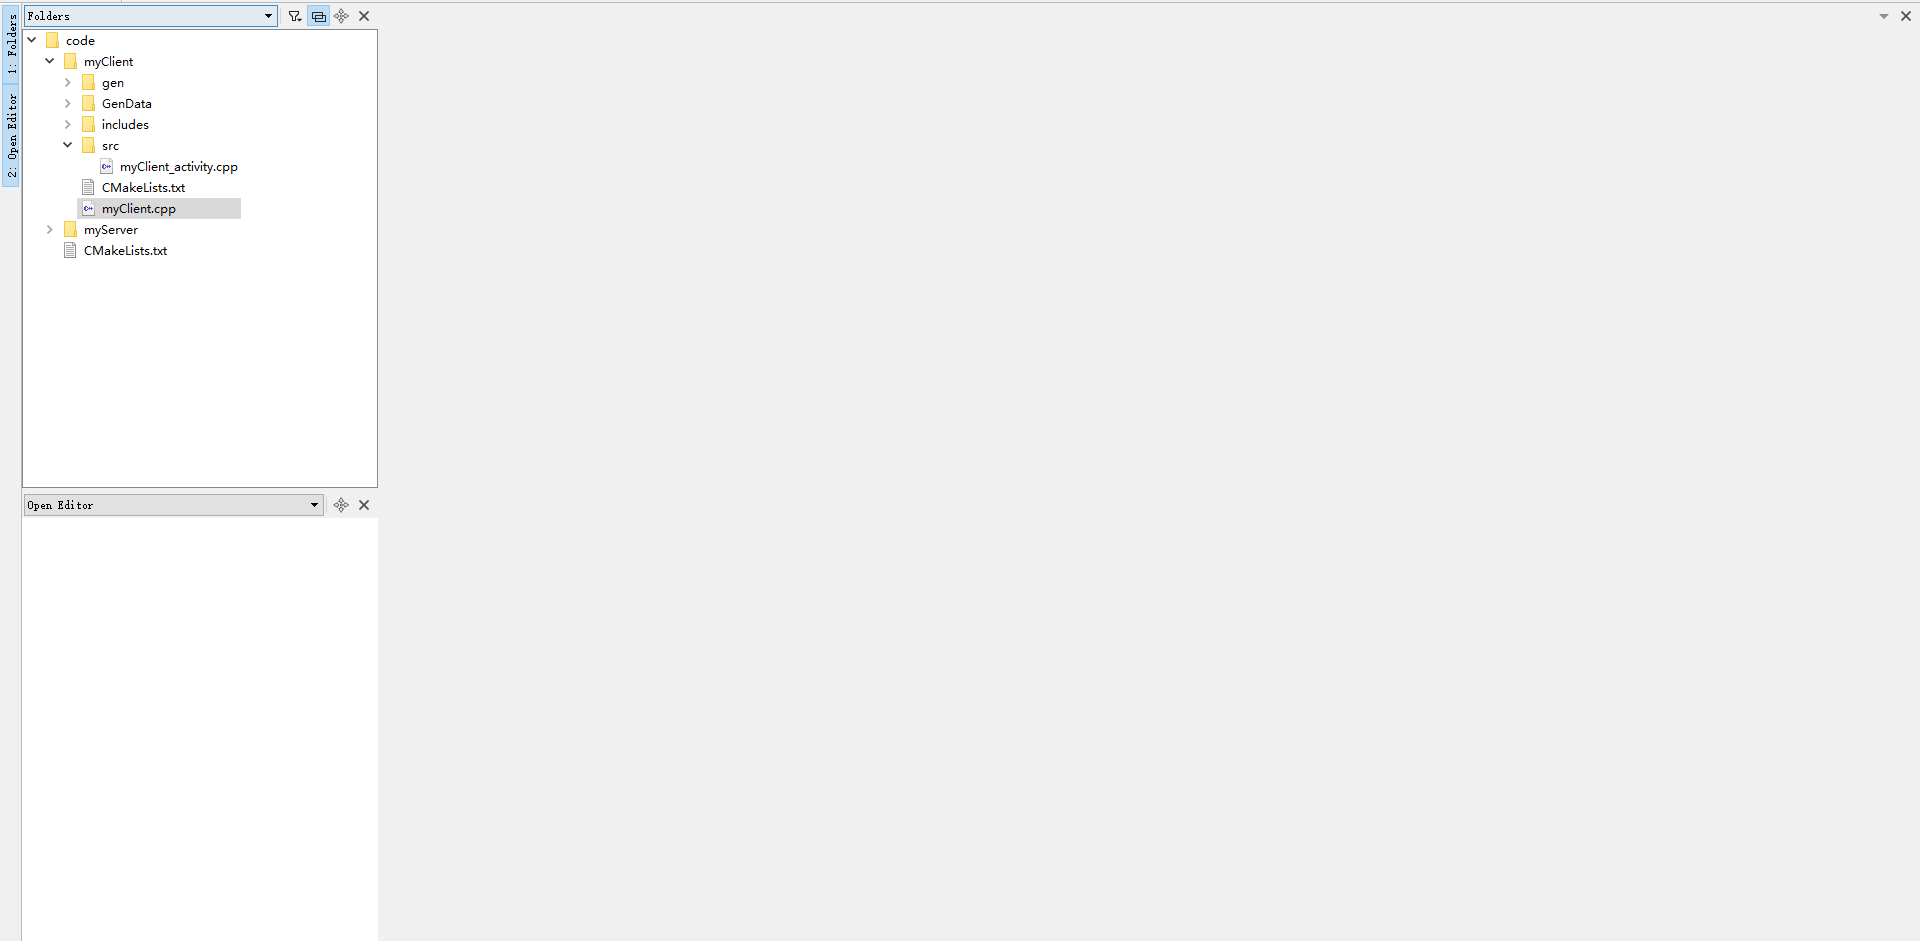 1: Folders
2: Open Editor
Folders
code
myClient
gen
GenData
includes
src
myClient_activity.cpp
CMakeLists.txt
myClient.cpp
myServer
CMakeLists.txt
Open Editor